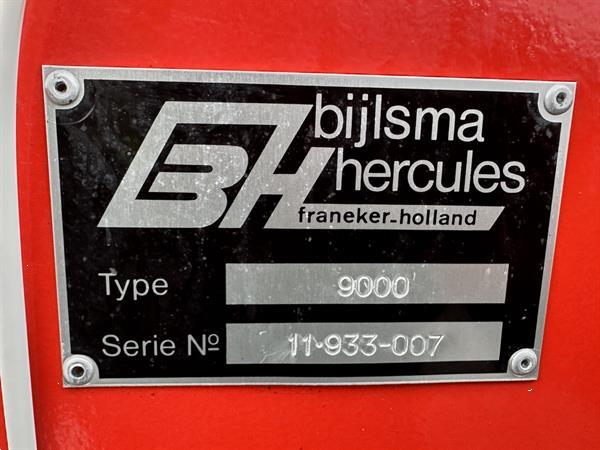 BH
bijlsma
hercules
franeker-holland
Type 9000
Serie Nº 11-933-007